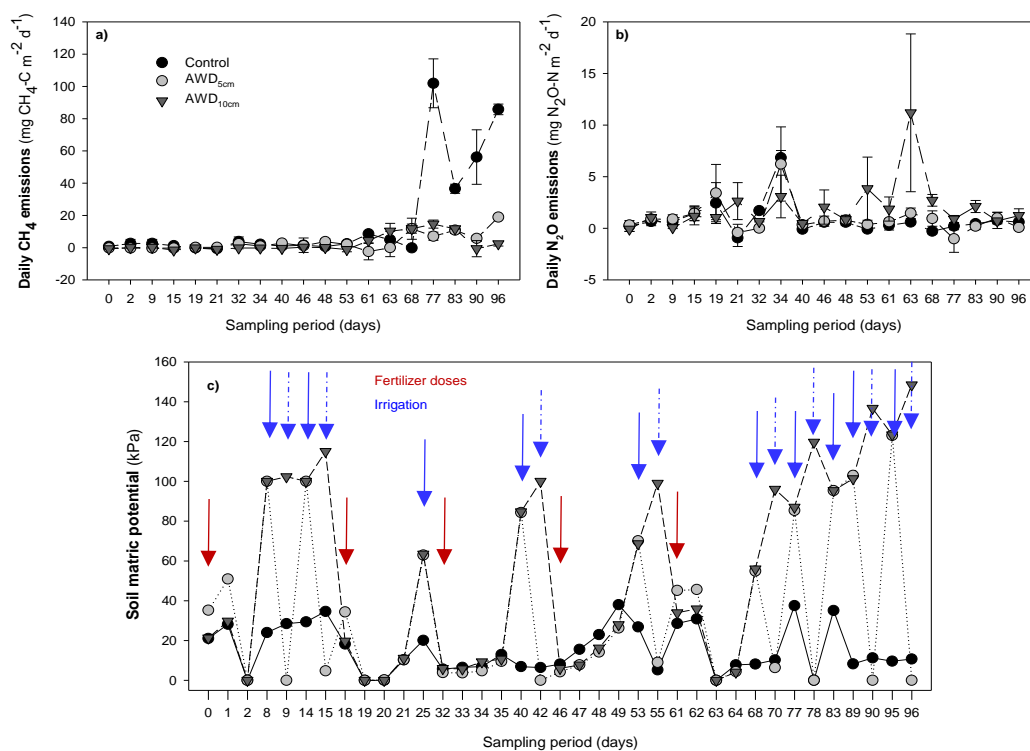 a)
Daily CH4 emissions (mg CH4-C m-2 d-1)
140
120
100
80
60
40
20
0
-20
Control
AWD5cm
AWD10cm
0 2 9 15 19 21 32 34 40 46 48 53 61 63 68 77 83 90 96
Sampling period (days)
b)
Daily N2O emissions (mg N2O-N m-2 d-1)
20
15
10
5
0
-5
0 2 9 15 19 21 32 34 40 46 48 53 61 63 68 77 83 90 96
Sampling period (days)
c)
Soil matric potential (kPa)
160
140
120
100
80
60
40
20
0
Fertilizer doses
Irrigation
0 1 2 8 9 14 15 18 19 20 21 25 32 33 34 35 40 42 46 47 48 49 53 55 61 62 63 64 68 70 77 78 83 89 90 95 96
Sampling period (days)